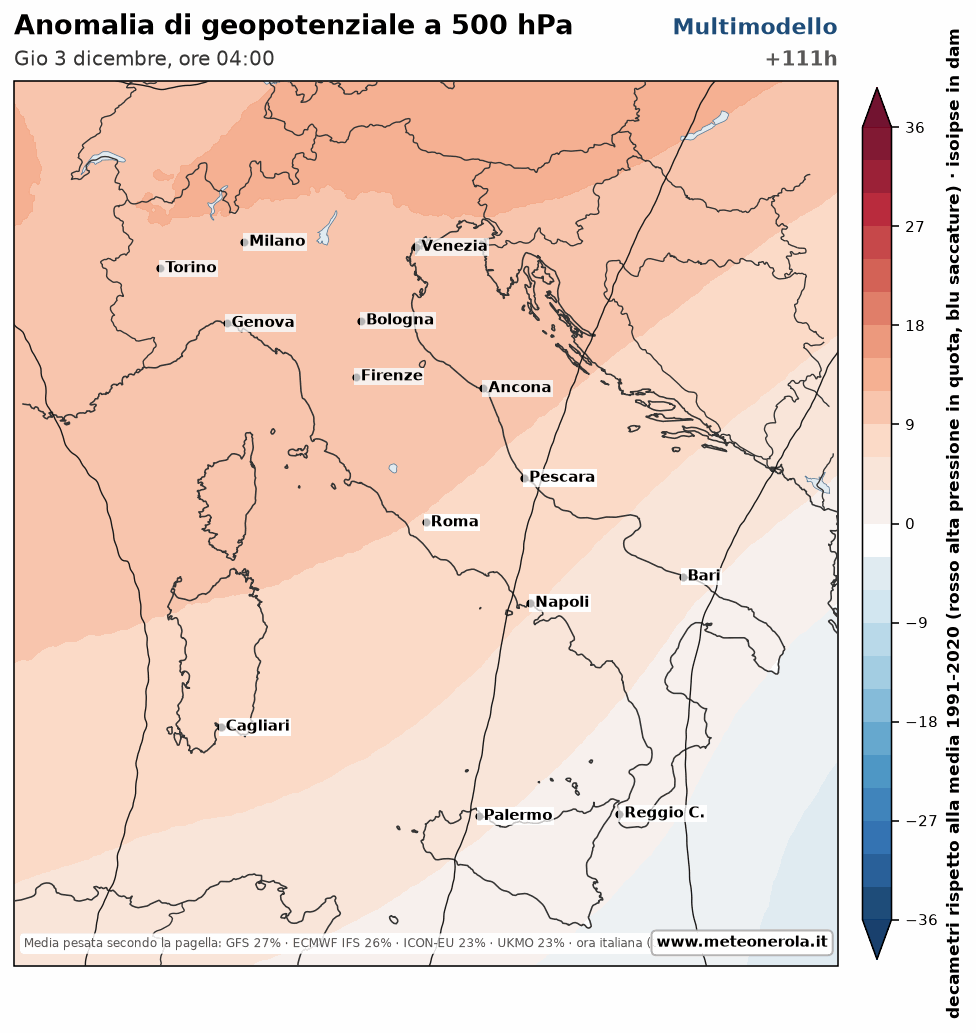 Anomalia di geopotenziale a 500 hPa
Multimodello
Gio 3 dicembre, ore 04:00
+111h
Milano
Venezia
Torino
Genova
Bologna
Firenze
Ancona
Pescara
Roma
Bari
Napoli
Cagliari
Palermo
Reggio C.
Media pesata secondo la pagella: GFS 27% · ECMWF IFS 26% · ICON-EU 23% · UKMO 23% · ora italiana (
www.meteonerola.it
36
27
18
9
0
−9
−18
−27
−36
decametri rispetto alla media 1991-2020 (rosso alta pressione in quota, blu saccature) · isoipse in dam